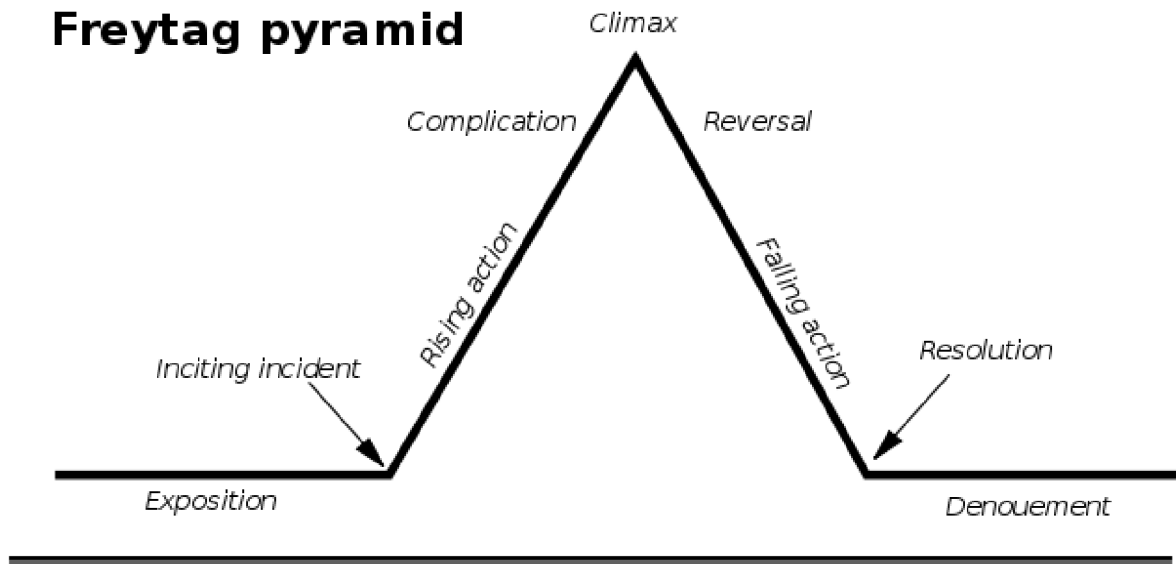 Freytag pyramid
Climax
Complication
Reversal
Rising action
Falling action
Inciting incident
Resolution
Exposition
Denouement